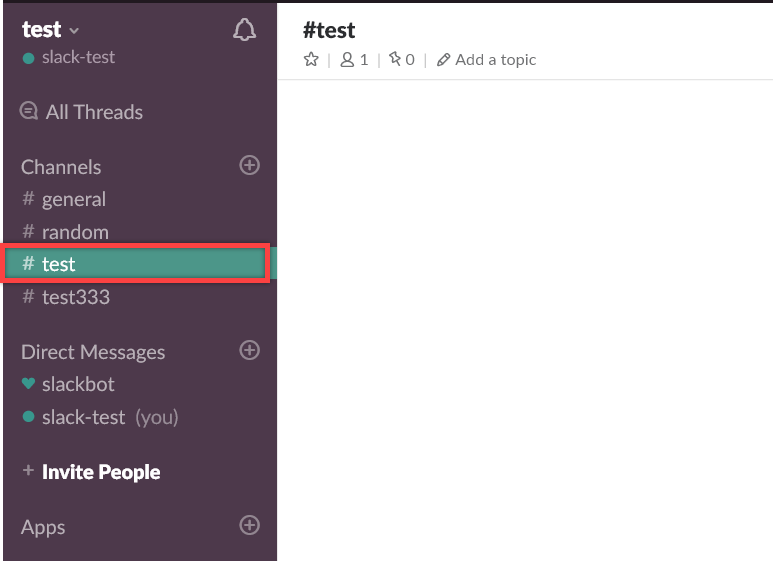 test
slack-test
All Threads
Channels
# general
# random
# test
# test333
Direct Messages
slackbot
slack-test (you)
+ Invite People
Apps
#test
1 | 0 | Add a topic